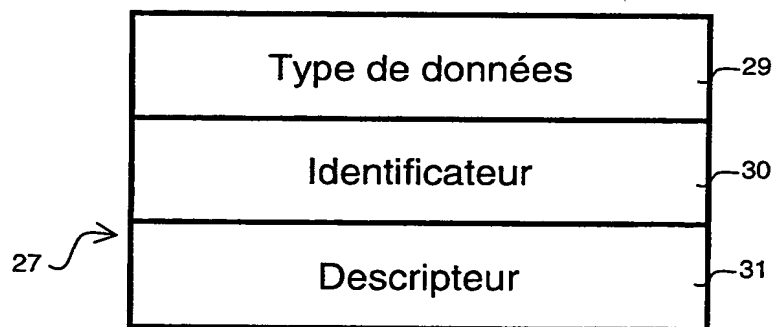 Type de données 29
Identificateur 30
27
Descripteur 31